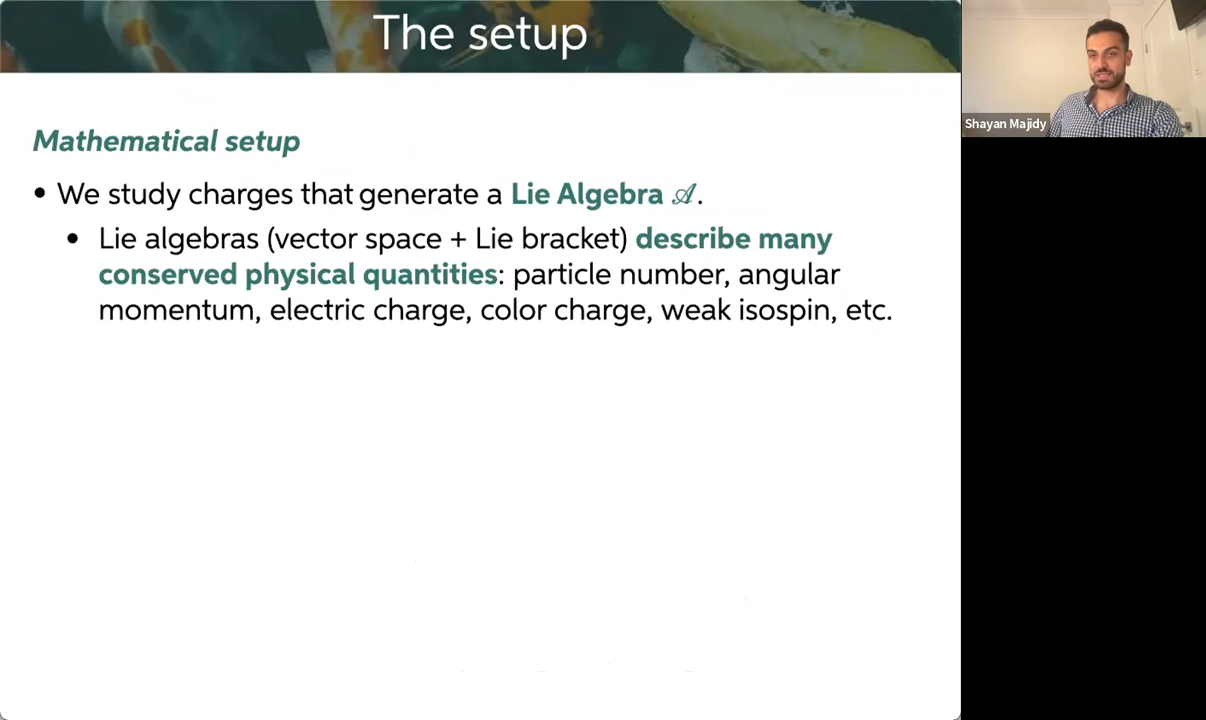 The setup
Mathematical setup
• We study charges that generate a Lie Algebra 𝒜.
• Lie algebras (vector space + Lie bracket) describe many
conserved physical quantities: particle number, angular
momentum, electric charge, color charge, weak isospin, etc.
Shayan Majidy